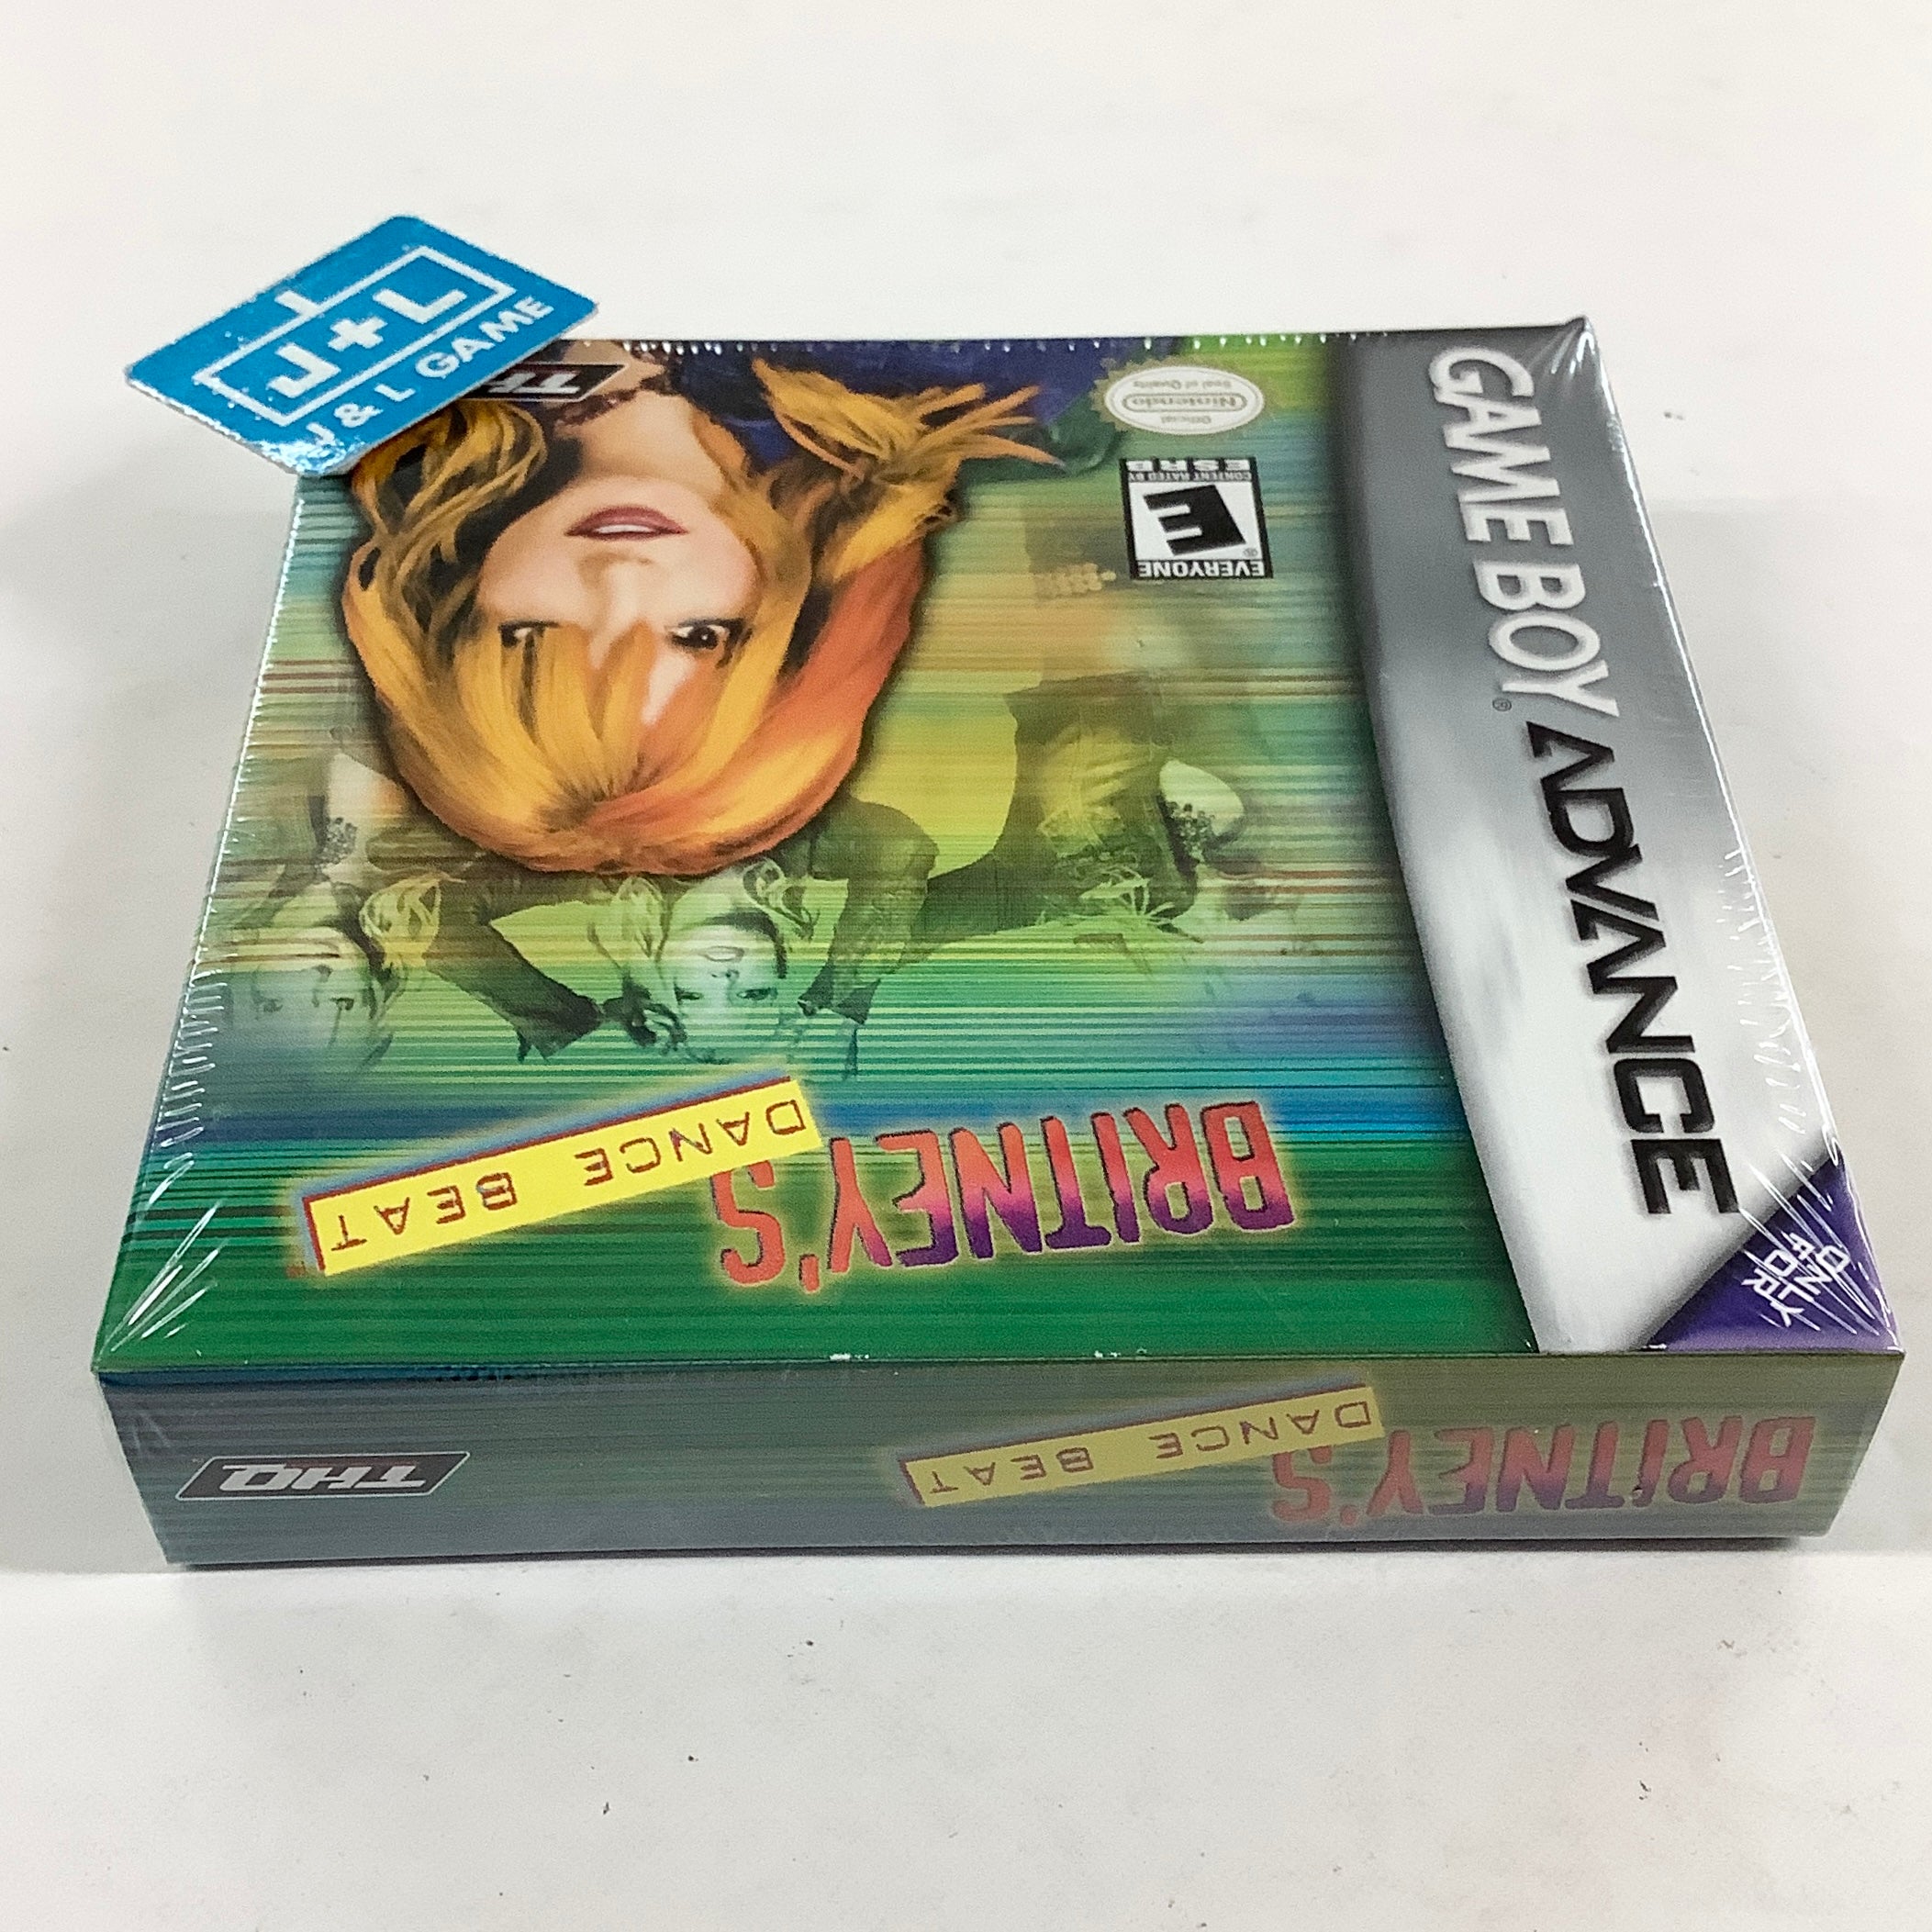 J+L
J & L GAME
GAME BOY® ADVANCE
ONLY
FOR
BRITNEY'S
DANCE BEAT
EVERYONE
E
®
CONTENT RATED BY
ESRB
Official
Nintendo
Seal of Quality
BRITNEY'S
DANCE BEAT
THQ